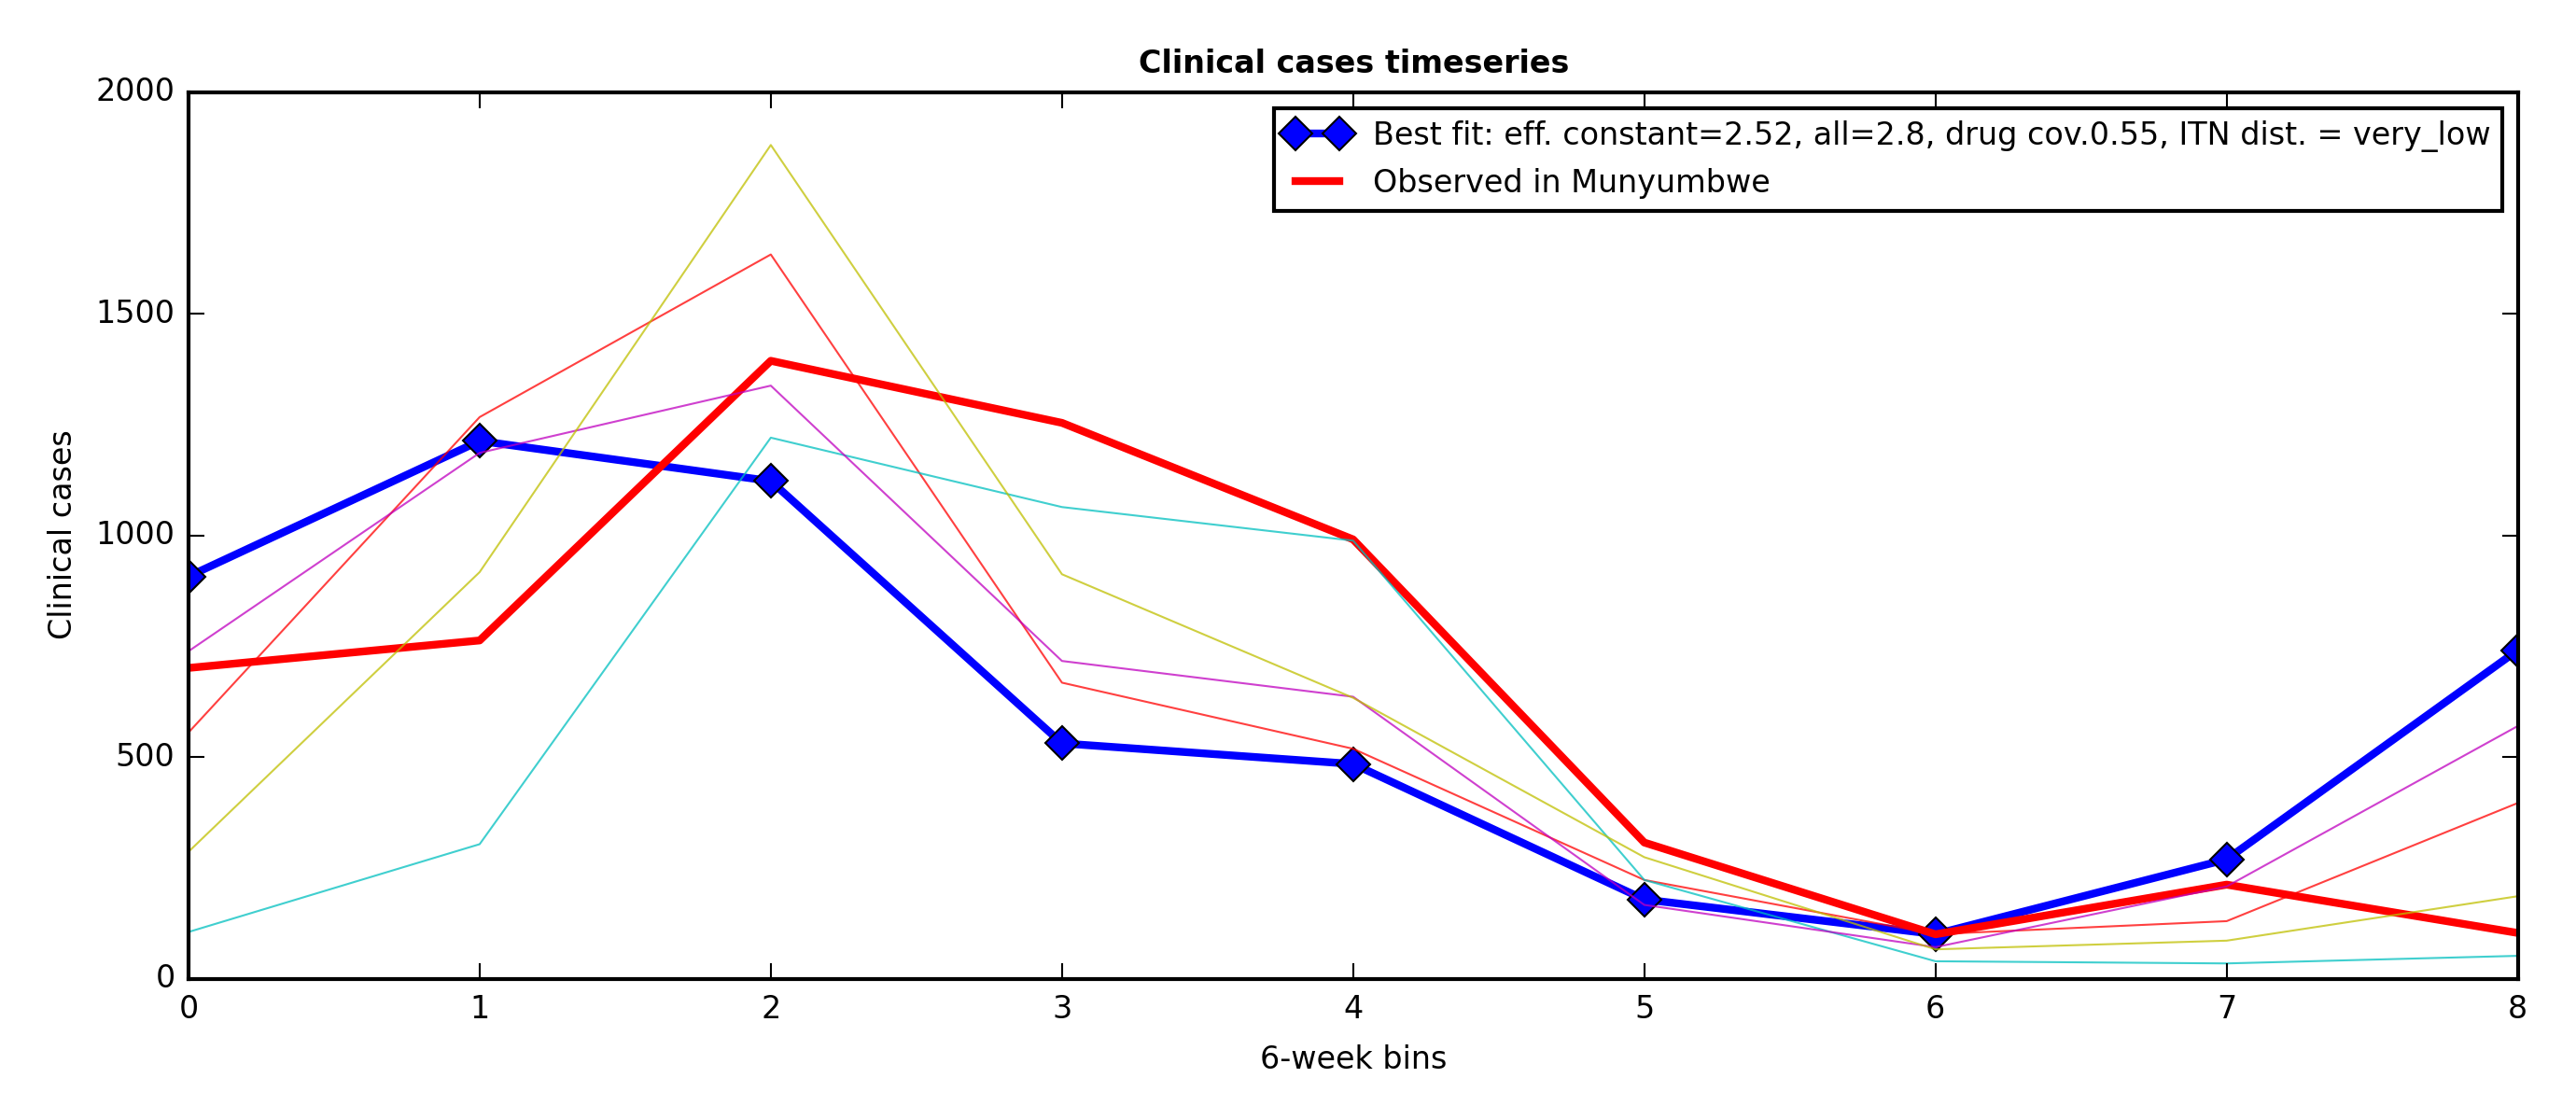 Clinical cases timeseries
2000
1500
1000
500
0
Clinical cases
Best fit: eff. constant=2.52, all=2.8, drug cov.0.55, ITN dist. = very_low
Observed in Munyumbwe
0 1 2 3 4 5 6 7 8
6-week bins